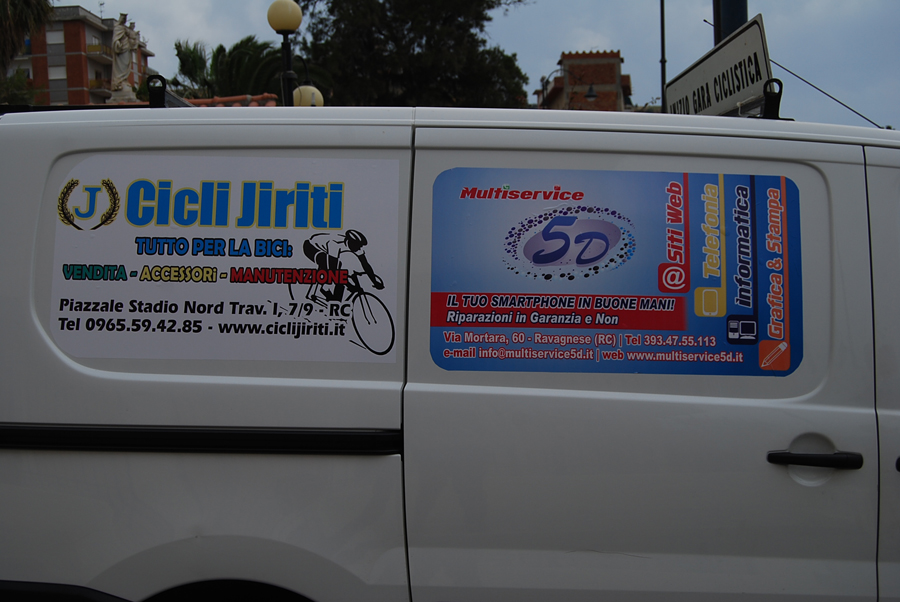 INIZIO GARA CICLISTICA
J Cicli Jiriti
TUTTO PER LA BICI:
VENDITA - ACCESSORI - MANUTENZIONE
Piazzale Stadio Nord Trav. I, 7/9 - RC
Tel 0965.59.42.85 - www.ciclijiriti.it
Multiservice
5D
IL TUO SMARTPHONE IN BUONE MANI!
Riparazioni in Garanzia e Non
Via Mortara, 60 - Ravagnese (RC) | Tel 393.47.55.113
e-mail info@multiservice5d.it | web www.multiservice5d.it
@ Siti Web
Telefonia
informatica
Grafica & Stampa